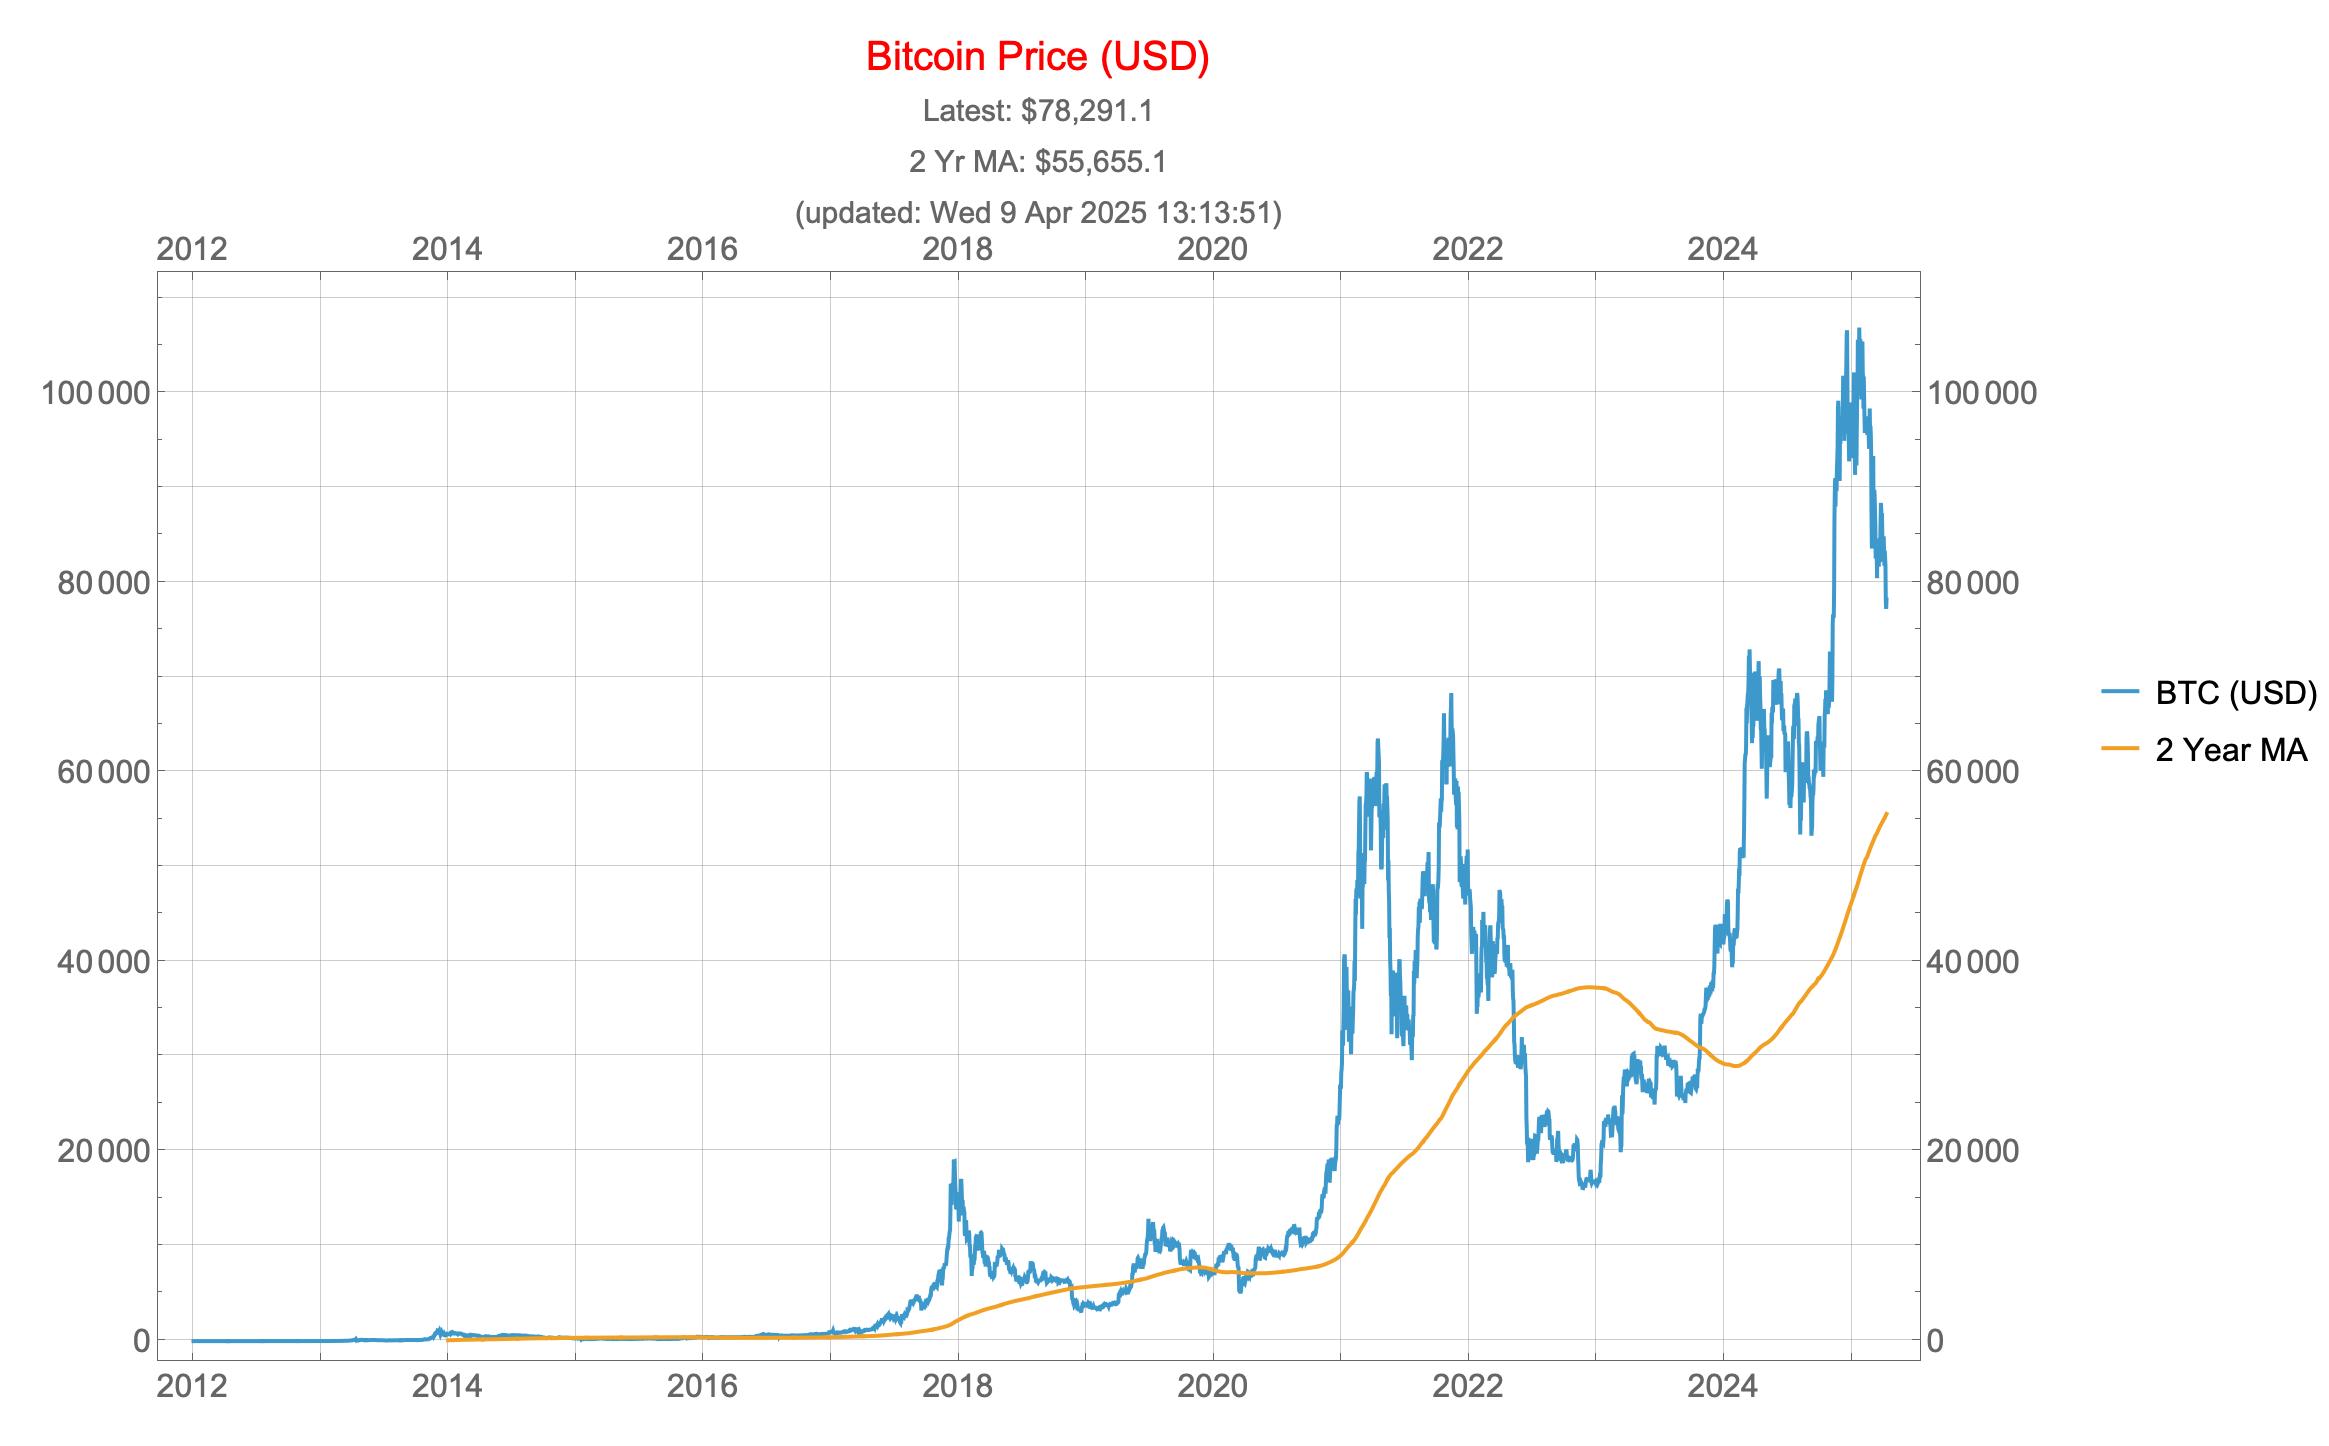 Bitcoin Price (USD)
Latest: $78,291.1
2 Yr MA: $55,655.1
(updated: Wed 9 Apr 2025 13:13:51)
2012 2014 2016 2018 2020 2022 2024
100 000 100 000
80 000 80 000
BTC (USD)
2 Year MA
60 000 60 000
40 000 40 000
20 000 20 000
0 0
2012 2014 2016 2018 2020 2022 2024